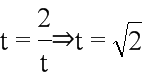 t = 2/t ⇒ t = √2